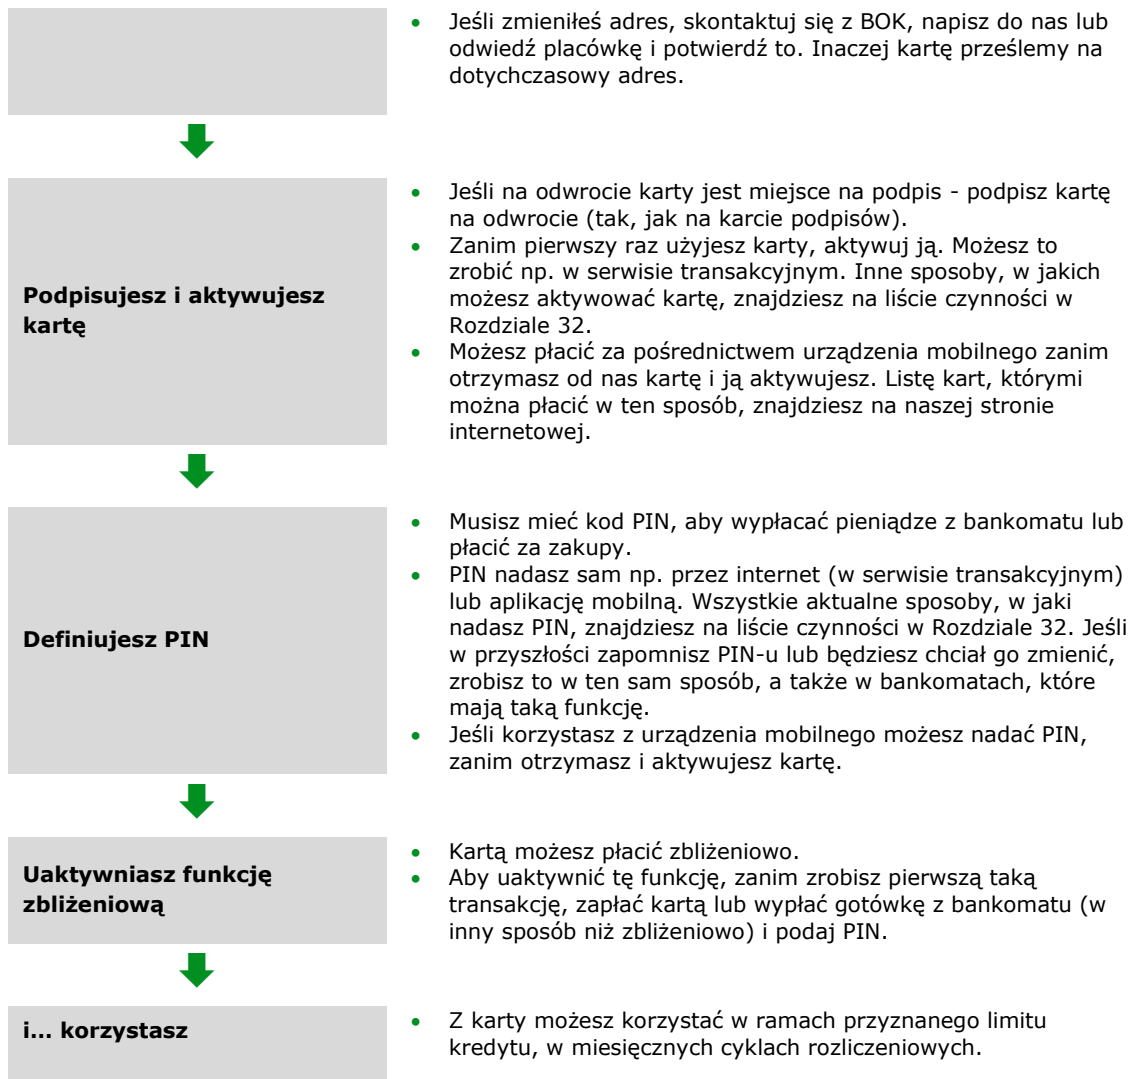 • Jeśli zmieniłeś adres, skontaktuj się z BOK, napisz do nas lub
odwiedź placówkę i potwierdź to. Inaczej kartę prześlemy na
dotychczasowy adres.
Podpisujesz i aktywujesz
kartę
• Jeśli na odwrocie karty jest miejsce na podpis - podpisz kartę
na odwrocie (tak, jak na karcie podpisów).
• Zanim pierwszy raz użyjesz karty, aktywuj ją. Możesz to
zrobić np. w serwisie transakcyjnym. Inne sposoby, w jakich
możesz aktywować kartę, znajdziesz na liście czynności w
Rozdziale 32.
• Możesz płacić za pośrednictwem urządzenia mobilnego zanim
otrzymasz od nas kartę i ją aktywujesz. Listę kart, którymi
można płacić w ten sposób, znajdziesz na naszej stronie
internetowej.
Definiujesz PIN
• Musisz mieć kod PIN, aby wypłacać pieniądze z bankomatu lub
płacić za zakupy.
• PIN nadasz sam np. przez internet (w serwisie transakcyjnym)
lub aplikację mobilną. Wszystkie aktualne sposoby, w jaki
nadasz PIN, znajdziesz na liście czynności w Rozdziale 32. Jeśli
w przyszłości zapomnisz PIN-u lub będziesz chciał go zmienić,
zrobisz to w ten sam sposób, a także w bankomatach, które
mają taką funkcję.
• Jeśli korzystasz z urządzenia mobilnego możesz nadać PIN,
zanim otrzymasz i aktywujesz kartę.
Uaktywniasz funkcję
zbliżeniową
• Kartą możesz płacić zbliżeniowo.
• Aby uaktywnić tę funkcję, zanim zrobisz pierwszą taką
transakcję, zapłać kartą lub wypłać gotówkę z bankomatu (w
inny sposób niż zbliżeniowo) i podaj PIN.
i... korzystasz
• Z karty możesz korzystać w ramach przyznanego limitu
kredytu, w miesięcznych cyklach rozliczeniowych.